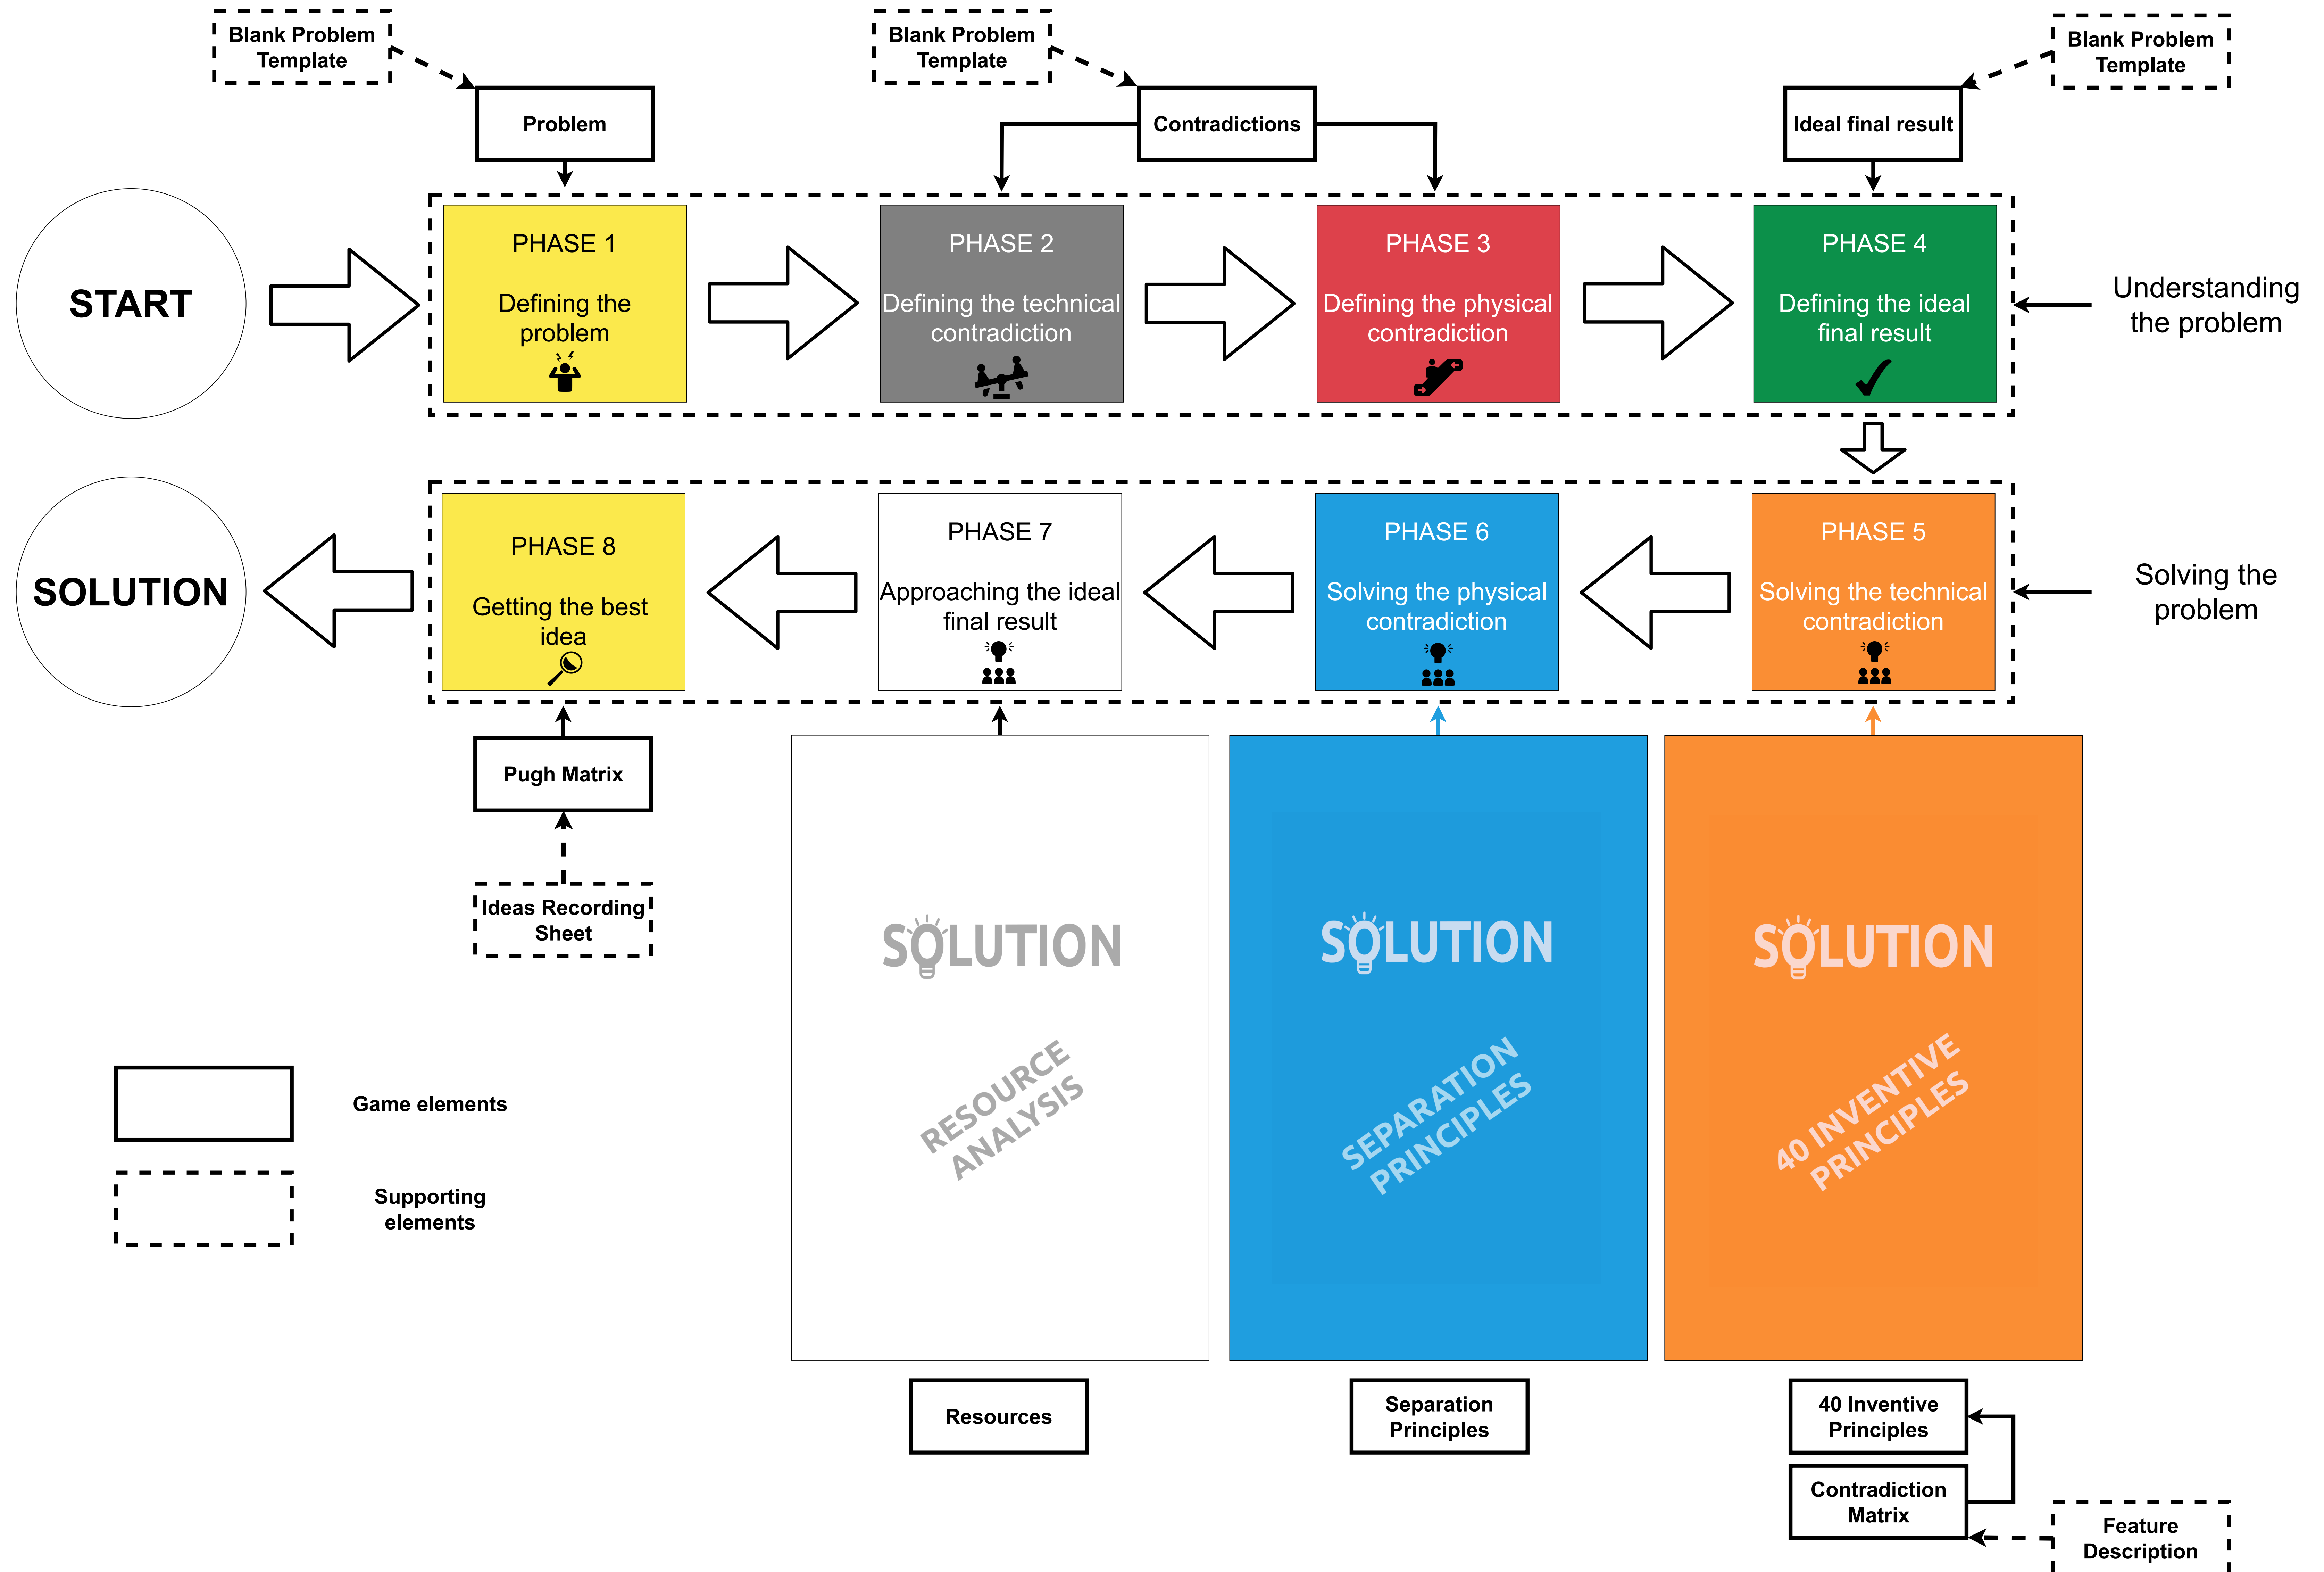 Blank Problem
Template
Blank Problem
Template
Blank Problem
Template
Problem
Contradictions
Ideal final result
START
PHASE 1
Defining the
problem
PHASE 2
Defining the technical
contradiction
PHASE 3
Defining the physical
contradiction
PHASE 4
Defining the ideal
final result
Understanding
the problem
SOLUTION
PHASE 8
Getting the best
idea
PHASE 7
Approaching the ideal
final result
PHASE 6
Solving the physical
contradiction
PHASE 5
Solving the technical
contradiction
Solving the
problem
Pugh Matrix
Ideas Recording
Sheet
SOLUTION
RESOURCE
ANALYSIS
SOLUTION
SEPARATION
PRINCIPLES
SOLUTION
40 INVENTIVE
PRINCIPLES
Game elements
Supporting
elements
Resources
Separation
Principles
40 Inventive
Principles
Contradiction
Matrix
Feature
Description